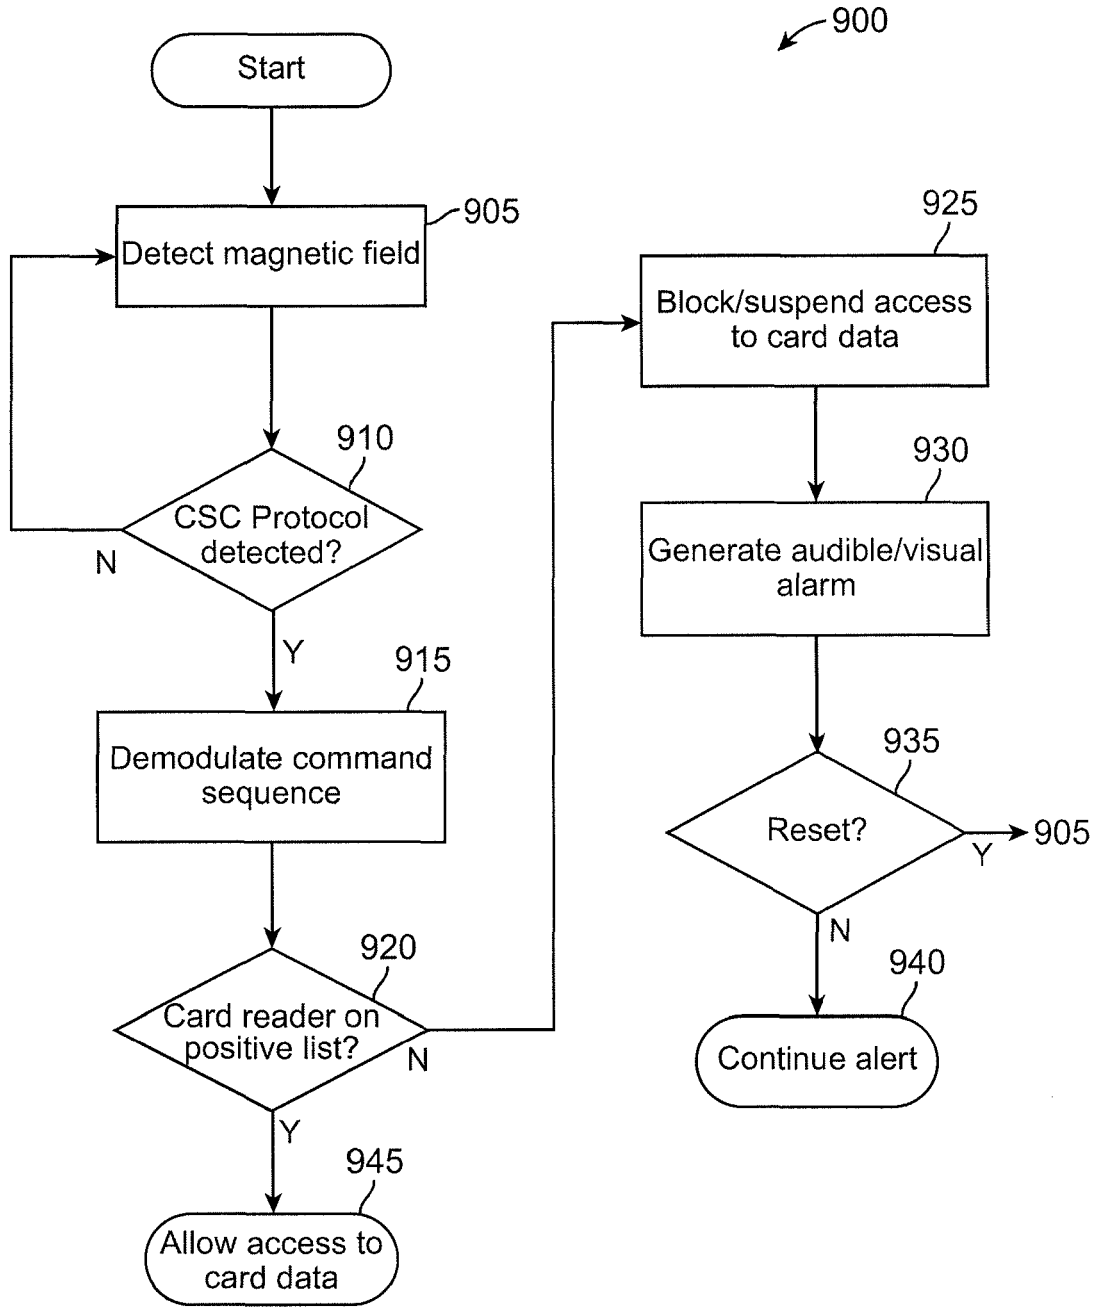 900
Start
905
Detect magnetic field
910
CSC Protocol
detected?
N
Y
915
Demodulate command
sequence
920
Card reader on
positive list?
N
Y
945
Allow access to
card data
925
Block/suspend access
to card data
930
Generate audible/visual
alarm
935
Reset?
Y
905
N
940
Continue alert